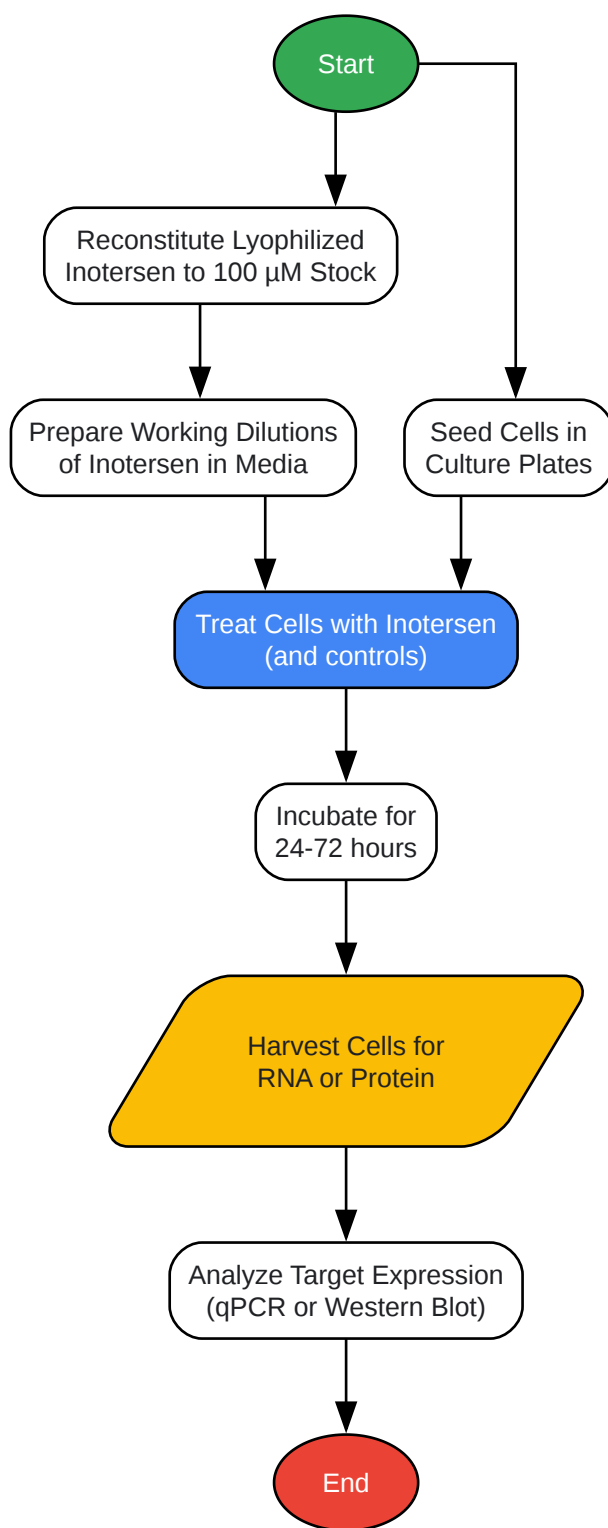 Start
Reconstitute Lyophilized
Inotersen to 100 µM Stock
Prepare Working Dilutions
of Inotersen in Media
Seed Cells in
Culture Plates
Treat Cells with Inotersen
(and controls)
Incubate for
24-72 hours
Harvest Cells for
RNA or Protein
Analyze Target Expression
(qPCR or Western Blot)
End